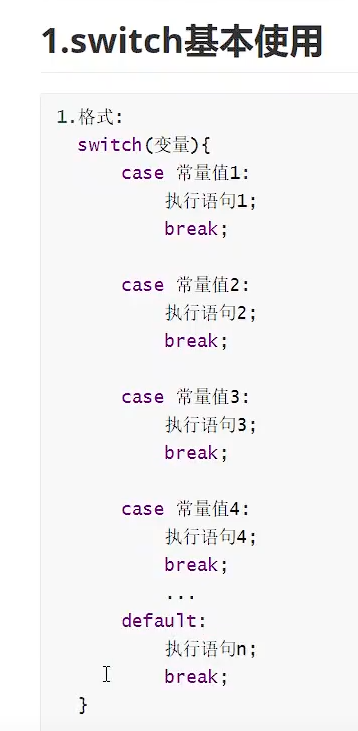 1.switch基本使用
1.格式:
switch(变量){
case 常量值1:
执行语句1;
break;
case 常量值2:
执行语句2;
break;
case 常量值3:
执行语句3;
break;
case 常量值4:
执行语句4;
break;
...
default:
执行语句n;
break;
}